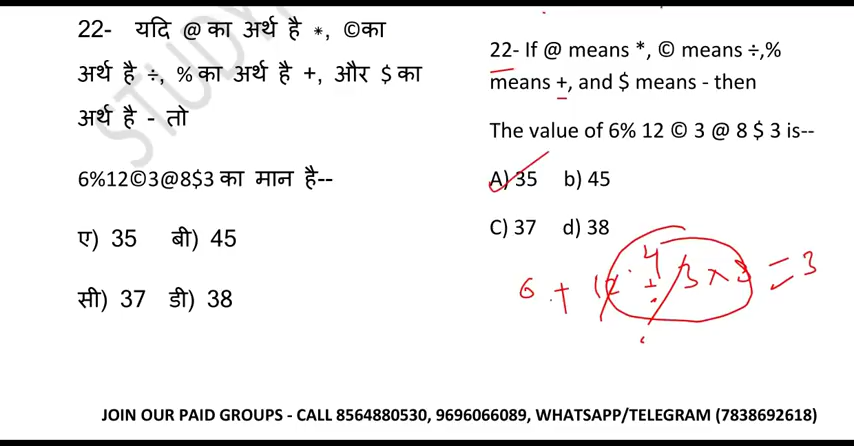 22- यदि @ का अर्थ है *, ©का
अर्थ है ÷, % का अर्थ है +, और $ का
अर्थ है - तो
6%12©3@8$3 का मान है--
ए) 35 बी) 45
सी) 37 डी) 38
22- If @ means *, © means ÷,%
means +, and $ means - then
The value of 6% 12 © 3 @ 8 $ 3 is--
A) 35 b) 45
C) 37 d) 38
4
6 + 12 ÷ 3 × 8 = 3
JOIN OUR PAID GROUPS - CALL 8564880530, 9696066089, WHATSAPP/TELEGRAM (7838692618)